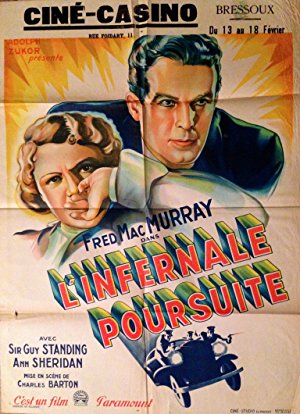 CINÉ-CASINO
RUE FOIDART, 11
BRESSOUX
Du 13 au 18 Février
ADOLPH
ZUKOR
présente
FRED MAC MURRAY
DANS
L'INFERNALE
POURSUITE
AVEC
SIR GUY STANDING
ANN SHERIDAN
MISE EN SCÈNE DE
CHARLES BARTON
C'est un film Paramount